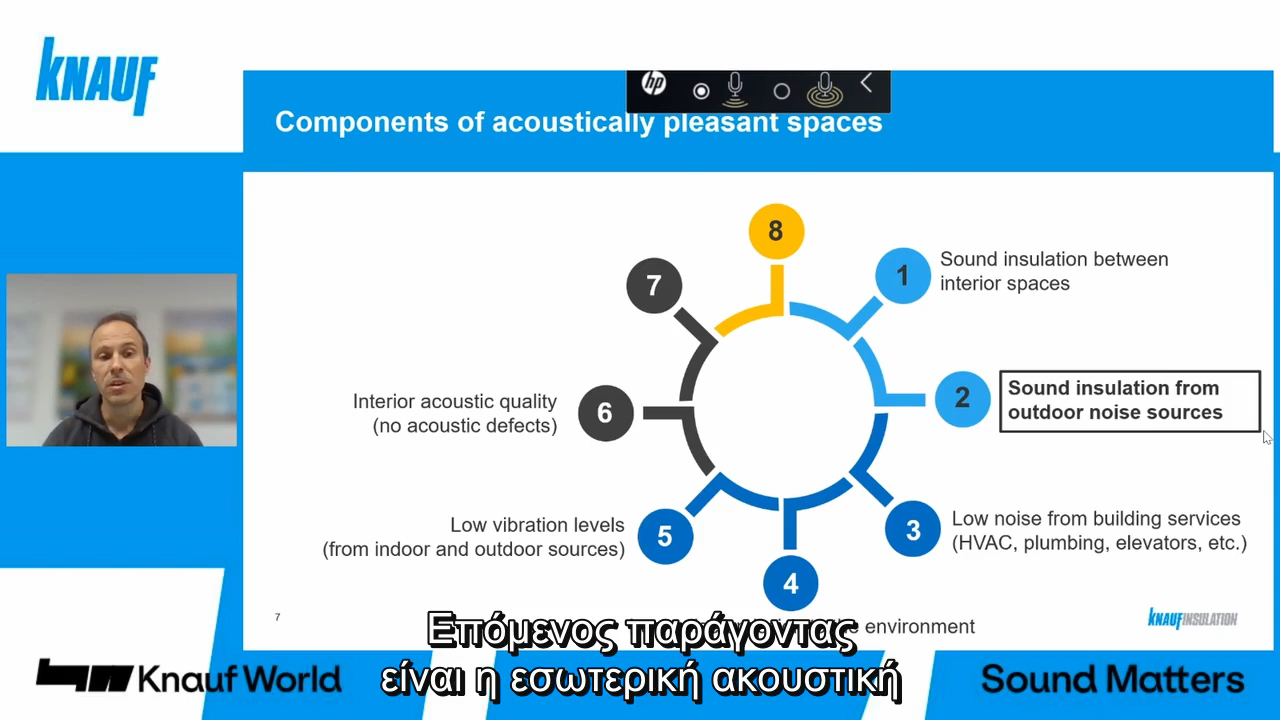 KNAUF
hp
Components of acoustically pleasant spaces
8
7
1
Sound insulation between
interior spaces
2
Sound insulation from
outdoor noise sources
Interior acoustic quality
(no acoustic defects)
6
Low vibration levels
(from indoor and outdoor sources)
5
3
Low noise from building services
(HVAC, plumbing, elevators, etc.)
4
environment
7
KNAUF INSULATION
Επόμενος παράγοντας
είναι η εσωτερική ακουστική
Knauf World
Sound Matters